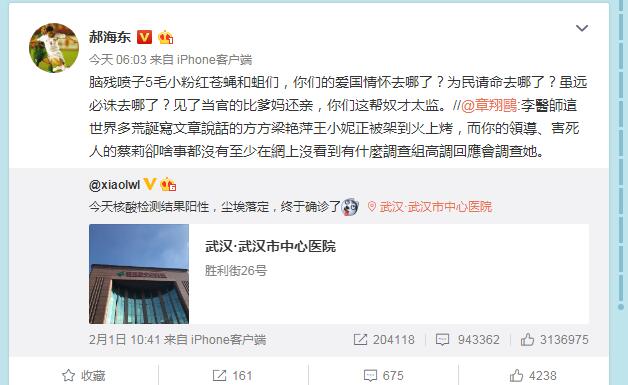 郝海东
今天 06:03 来自 iPhone客户端
脑残喷子5毛小粉红苍蝇和蛆们，你们的爱国情怀去哪了？为民请命去哪了？虽远
必诛去哪了？见了当官的比爹妈还亲，你们这帮奴才太监。//@章翔鷗:李醫師這
世界多荒誕寫文章說話的方方梁艳萍王小妮正被架到火上烤，而你的領導、害死
人的蔡莉卻啥事都沒有至少在網上沒看到有什麼調查組高調回應會調查她。
@xiaolwl
今天核酸检测结果阳性，尘埃落定，终于确诊了 武汉·武汉市中心医院
武汉·武汉市中心医院
胜利街26号
2月1日 10:41 来自 iPhone客户端 204118 943362 3136975
收藏 161 675 4238